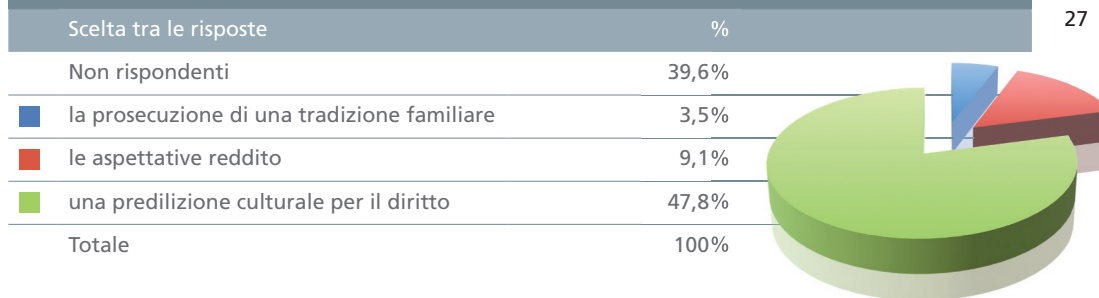 27
Scelta tra le risposte %
Non rispondenti 39,6%
la prosecuzione di una tradizione familiare 3,5%
le aspettative reddito 9,1%
una predilizione culturale per il diritto 47,8%
Totale 100%